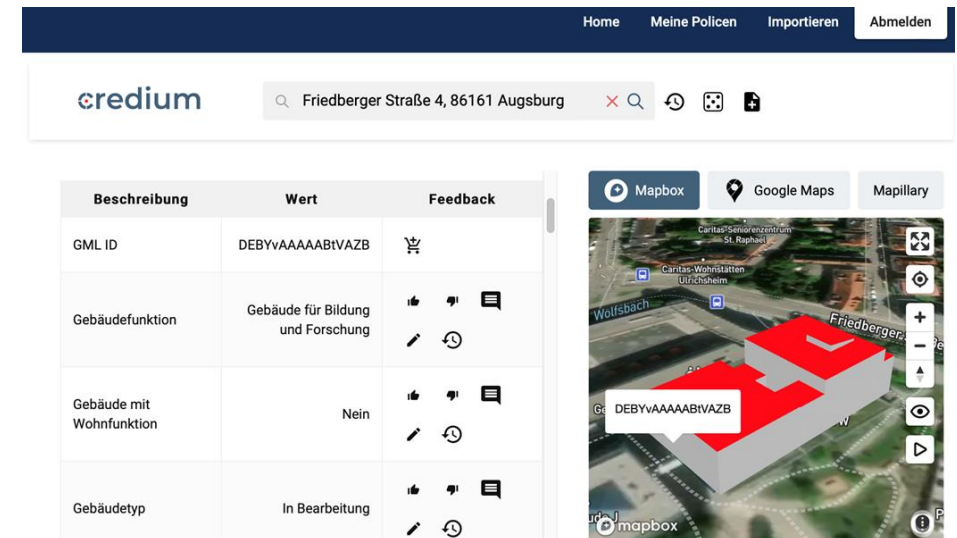 Home Meine Policen Importieren Abmelden
credium
Friedberger Straße 4, 86161 Augsburg
Mapbox Google Maps Mapillary
Beschreibung Wert Feedback
GML ID DEBYvAAAAABtVAZB
Gebäudefunktion Gebäude für Bildung
und Forschung
Gebäude mit
Wohnfunktion
Nein
Gebäudetyp In Bearbeitung
Caritas-Seniorenzentrum
St. Raphael
Caritas-Wohnstätten
Ulrichsheim
Wolfsbach
Friedberger
DEBYvAAAAABtVAZB
mapbox